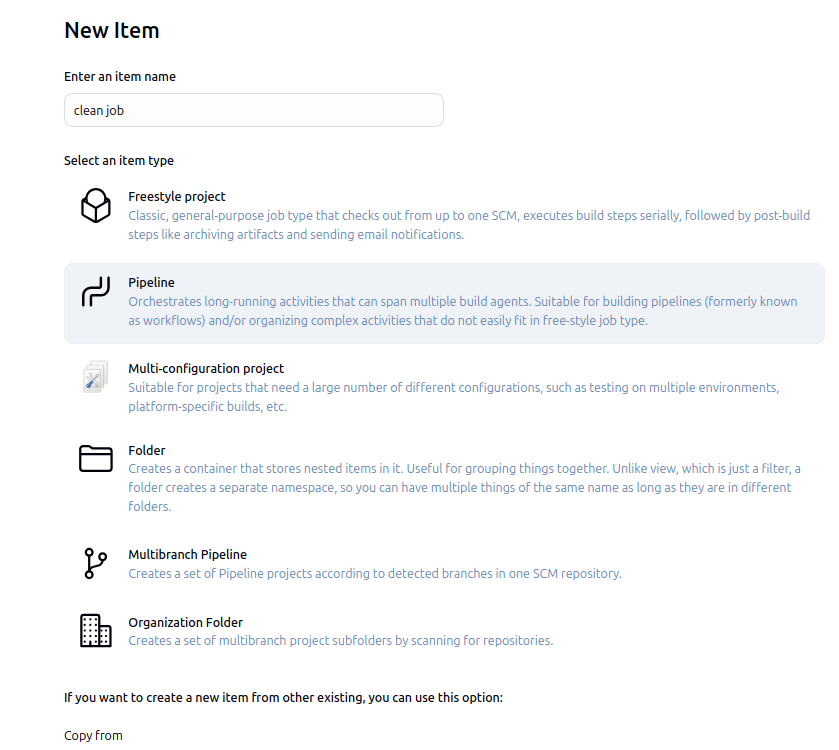 New Item
Enter an item name
clean job
Select an item type
Freestyle project
Classic, general-purpose job type that checks out from up to one SCM, executes build steps serially, followed by post-build
steps like archiving artifacts and sending email notifications.
Pipeline
Orchestrates long-running activities that can span multiple build agents. Suitable for building pipelines (formerly known
as workflows) and/or organizing complex activities that do not easily fit in free-style job type.
Multi-configuration project
Suitable for projects that need a large number of different configurations, such as testing on multiple environments,
platform-specific builds, etc.
Folder
Creates a container that stores nested items in it. Useful for grouping things together. Unlike view, which is just a filter, a
folder creates a separate namespace, so you can have multiple things of the same name as long as they are in different
folders.
Multibranch Pipeline
Creates a set of Pipeline projects according to detected branches in one SCM repository.
Organization Folder
Creates a set of multibranch project subfolders by scanning for repositories.
If you want to create a new item from other existing, you can use this option:
Copy from